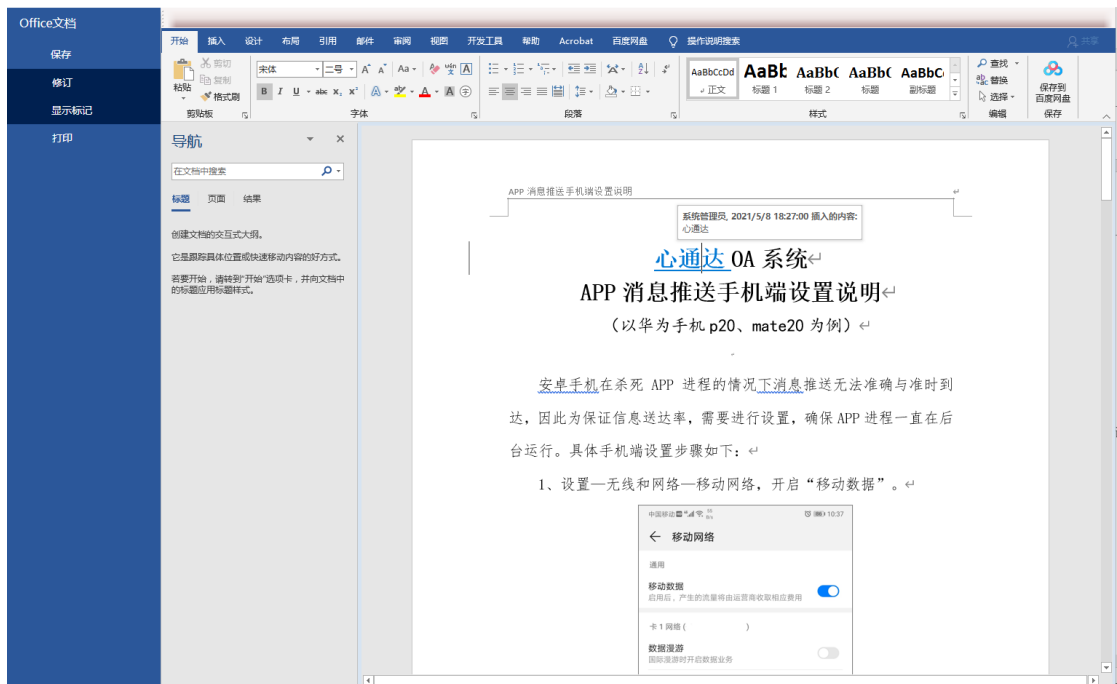 Office文档
保存
修订
显示标记
打印
开始 插入 设计 布局 引用 邮件 审阅 视图 开发工具 帮助 Acrobat 百度网盘 操作说明搜索 共享
剪切
复制
格式刷
粘贴
剪贴板
宋体 二号
字体
段落
AaBbCcDd AaBb AaBb( AaBb( AaBbC
正文 标题 1 标题 2 标题 副标题
样式
查找
替换
选择
编辑
保存到
百度网盘
保存
导航
在文档中搜索
标题 页面 结果
创建文档的交互式大纲。
它是跟踪具体位置或快速移动内容的好方式。
若要开始，请转到"开始"选项卡，并向文档中
的标题应用标题样式。
APP 消息推送手机端设置说明
系统管理员, 2021/5/8 18:27:00 插入的内容:
心通达
心通达 OA 系统
APP 消息推送手机端设置说明
（以华为手机 p20、mate20 为例）
安卓手机在杀死 APP 进程的情况下消息推送无法准确与准时到
达，因此为保证信息送达率，需要进行设置，确保 APP 进程一直在后
台运行。具体手机端设置步骤如下：
1、设置—无线和网络—移动网络，开启“移动数据”。
中国移动 10:37
移动网络
通用
移动数据
启用后，产生的流量将由运营商收取相应费用
卡 1 网络 ( )
数据漫游
国际漫游时开启数据业务